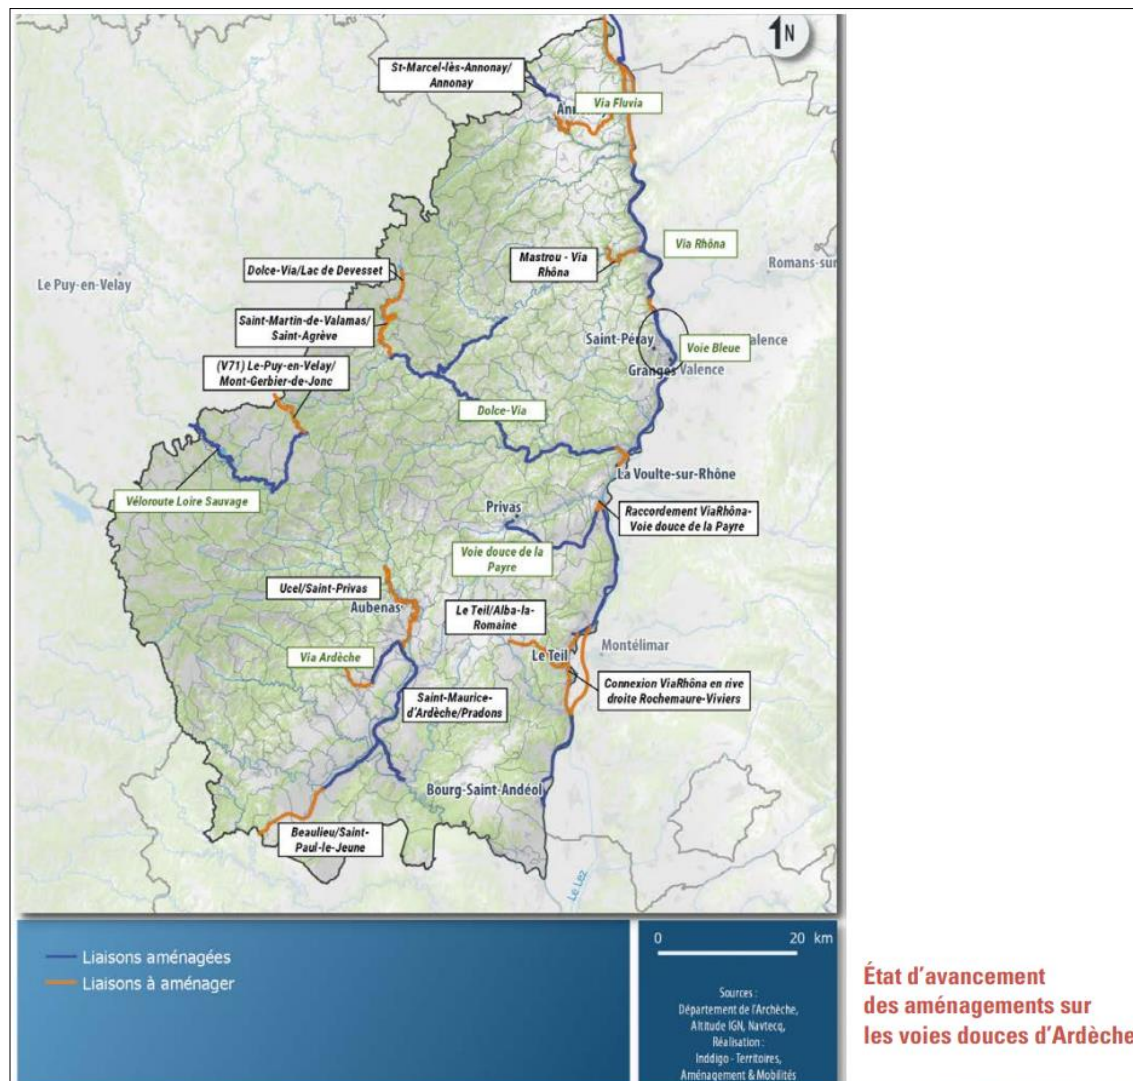 N
St-Marcel-lès-Annonay/
Annonay
Via Fluvia
Via Rhôna
Mastrou - Via
Rhôna
Romans-sur
Dolce-Via/Lac de Devesset
Le Puy-en-Velay
Saint-Martin-de-Valamas/
Saint-Agrève
Saint-Péray
Voie Bleue
alence
(V71) Le-Puy-en-Velay/
Mont-Gerbier-de-Jonc
Granges
Valence
Dolce-Via
La Voulte-sur-Rhône
Véloroute Loire Sauvage
Privas
Raccordement ViaRhôna-
Voie douce de la Payre
Voie douce de la
Payre
Ucel/Saint-Privas
Aubenas
Le Teil/Alba-la-
Romaine
Via Ardèche
Le Teil
Montélimar
Connexion ViaRhôna en rive
droite Rochemaure-Viviers
Saint-Maurice-
d'Ardèche/Pradons
Bourg-Saint-Andéol
Beaulieu/Saint-
Paul-le-Jeune
Le Lez
Liaisons aménagées
Liaisons à aménager
0 20 km
Sources :
Département de l'Archèche,
Altitude IGN, Navtecq,
Réalisation :
Inddigo - Territoires,
Aménagement & Mobilités
État d'avancement
des aménagements sur
les voies douces d'Ardèche